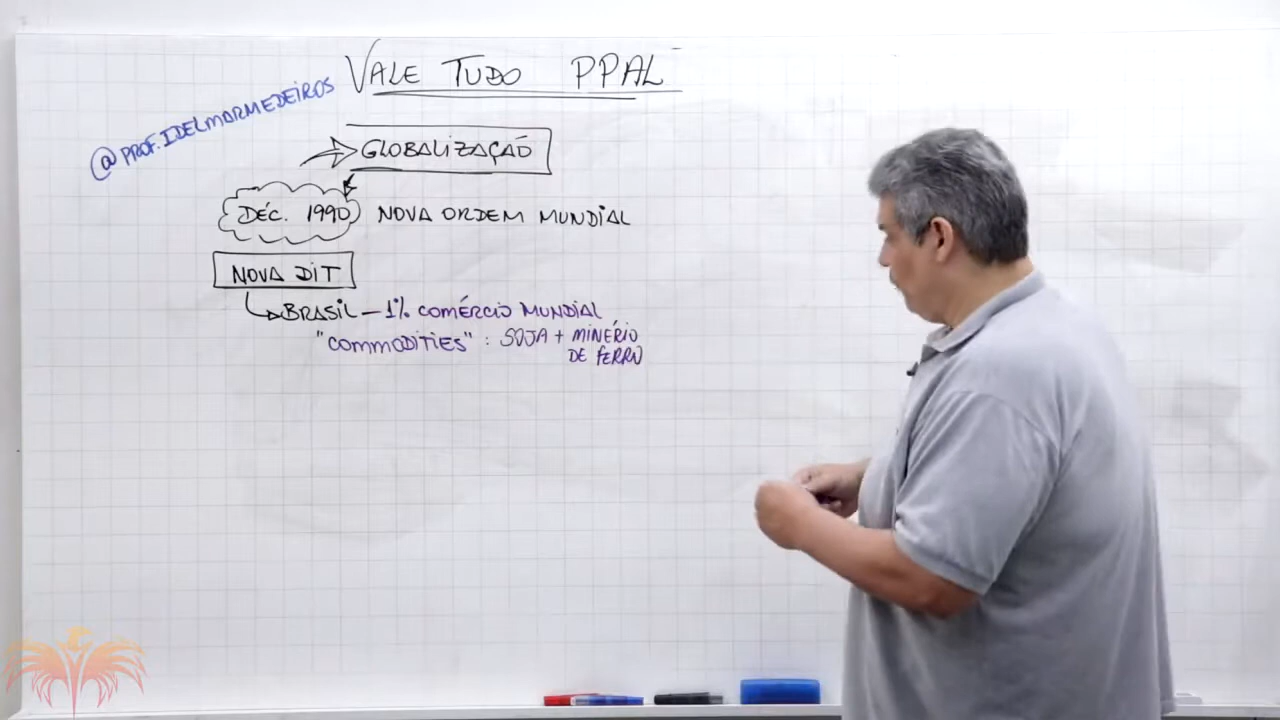 VALE TUDO PPAL
@PROF.IDELMARMEDEIROS
GLOBALIZAÇÃO
DÉC. 1990 NOVA ORDEM MUNDIAL
NOVA DIT
BRASIL – 1% COMÉRCIO MUNDIAL
"COMMODITIES" : SOJA + MINÉRIO
DE FERRO